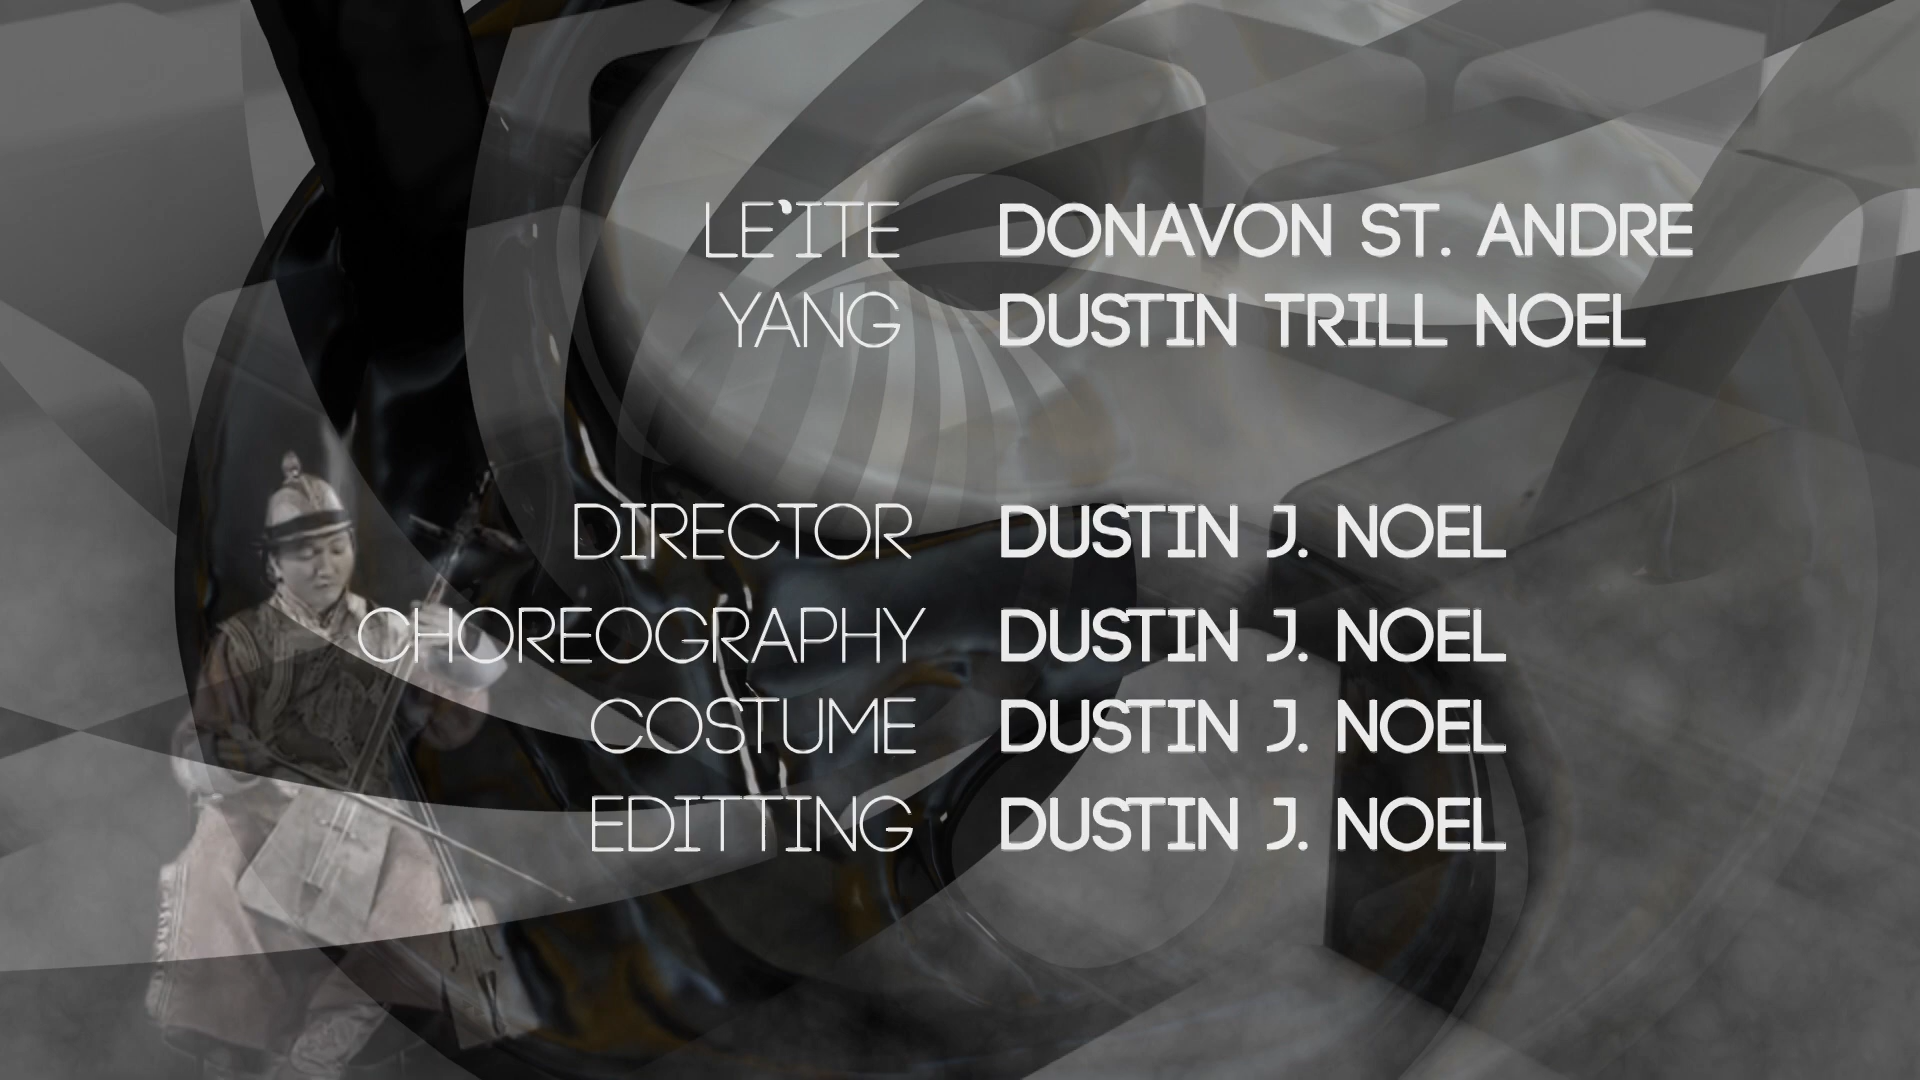 LE'ITE DONAVON ST. ANDRE
YANG DUSTIN TRILL NOEL
DIRECTOR DUSTIN J. NOEL
CHOREOGRAPHY DUSTIN J. NOEL
COSTUME DUSTIN J. NOEL
EDITTING DUSTIN J. NOEL